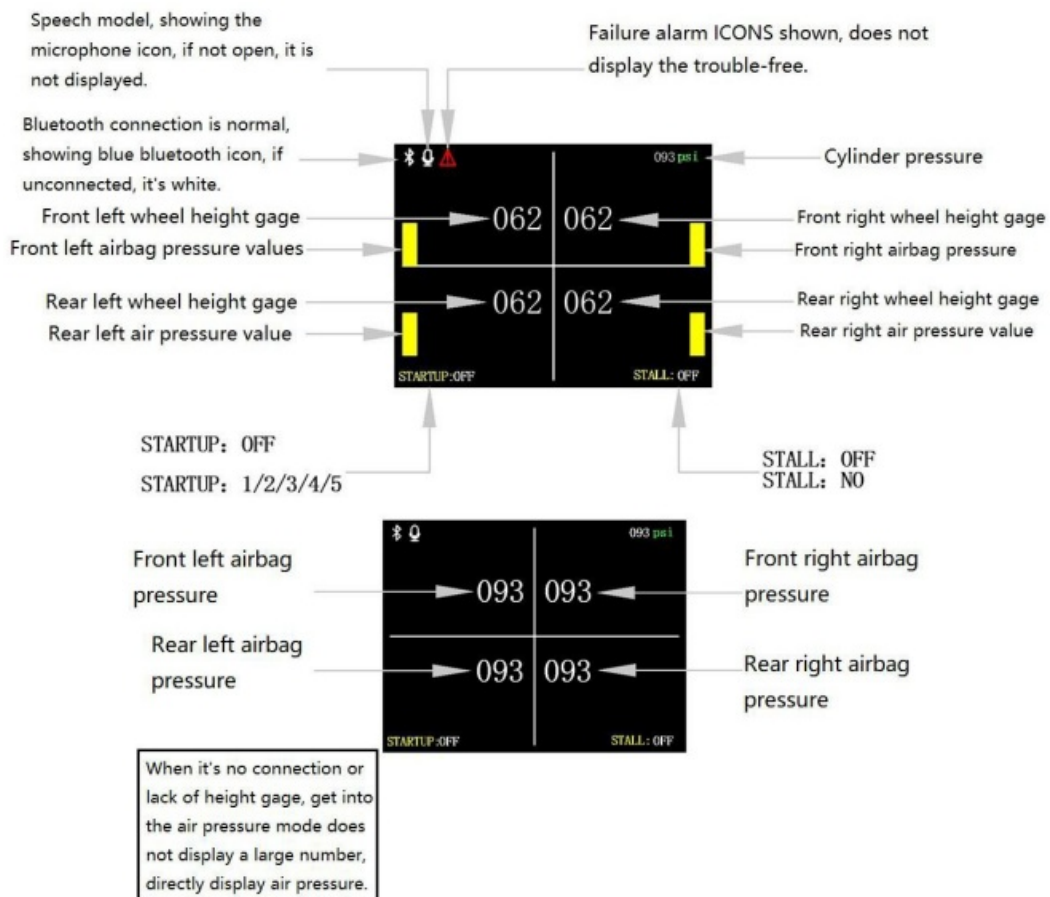 Speech model, showing the
microphone icon, if not open, it is
not displayed.
Failure alarm ICONS shown, does not
display the trouble-free.
Bluetooth connection is normal,
showing blue bluetooth icon, if
unconnected, it's white.
093 psi
Cylinder pressure
Front left wheel height gage
062 062
Front right wheel height gage
Front left airbag pressure values
Front right airbag pressure
Rear left wheel height gage
062 062
Rear right wheel height gage
Rear left air pressure value
Rear right air pressure value
STARTUP:OFF
STALL: OFF
STARTUP: OFF
STARTUP: 1/2/3/4/5
STALL: OFF
STALL: NO
093 psi
Front left airbag
pressure
093 093
Front right airbag
pressure
Rear left airbag
pressure
093 093
Rear right airbag
pressure
STARTUP:OFF
STALL: OFF
When it's no connection or
lack of height gage, get into
the air pressure mode does
not display a large number,
directly display air pressure.